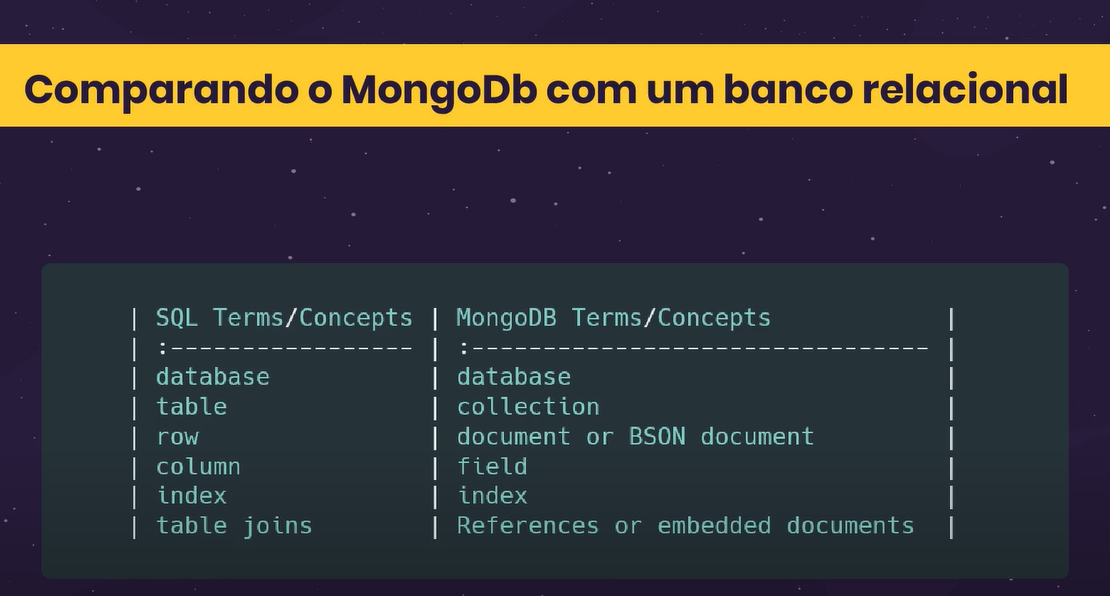 Comparando o MongoDb com um banco relacional
| SQL Terms/Concepts | MongoDB Terms/Concepts            |
| :----------------- | :-------------------------------- |
| database           | database                          |
| table              | collection                        |
| row                | document or BSON document         |
| column             | field                             |
| index              | index                             |
| table joins        | References or embedded documents  |